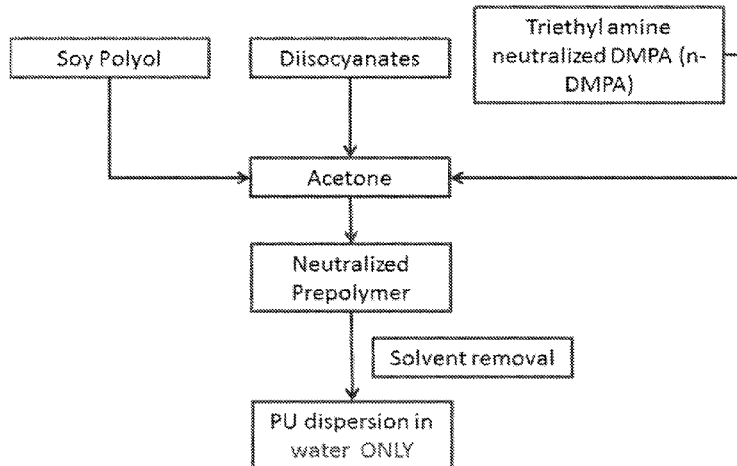 Soy Polyol
Diisocyanates
Triethyl amine
neutralized DMPA (n-
DMPA)
Acetone
Neutralized
Prepolymer
Solvent removal
PU dispersion in
water ONLY